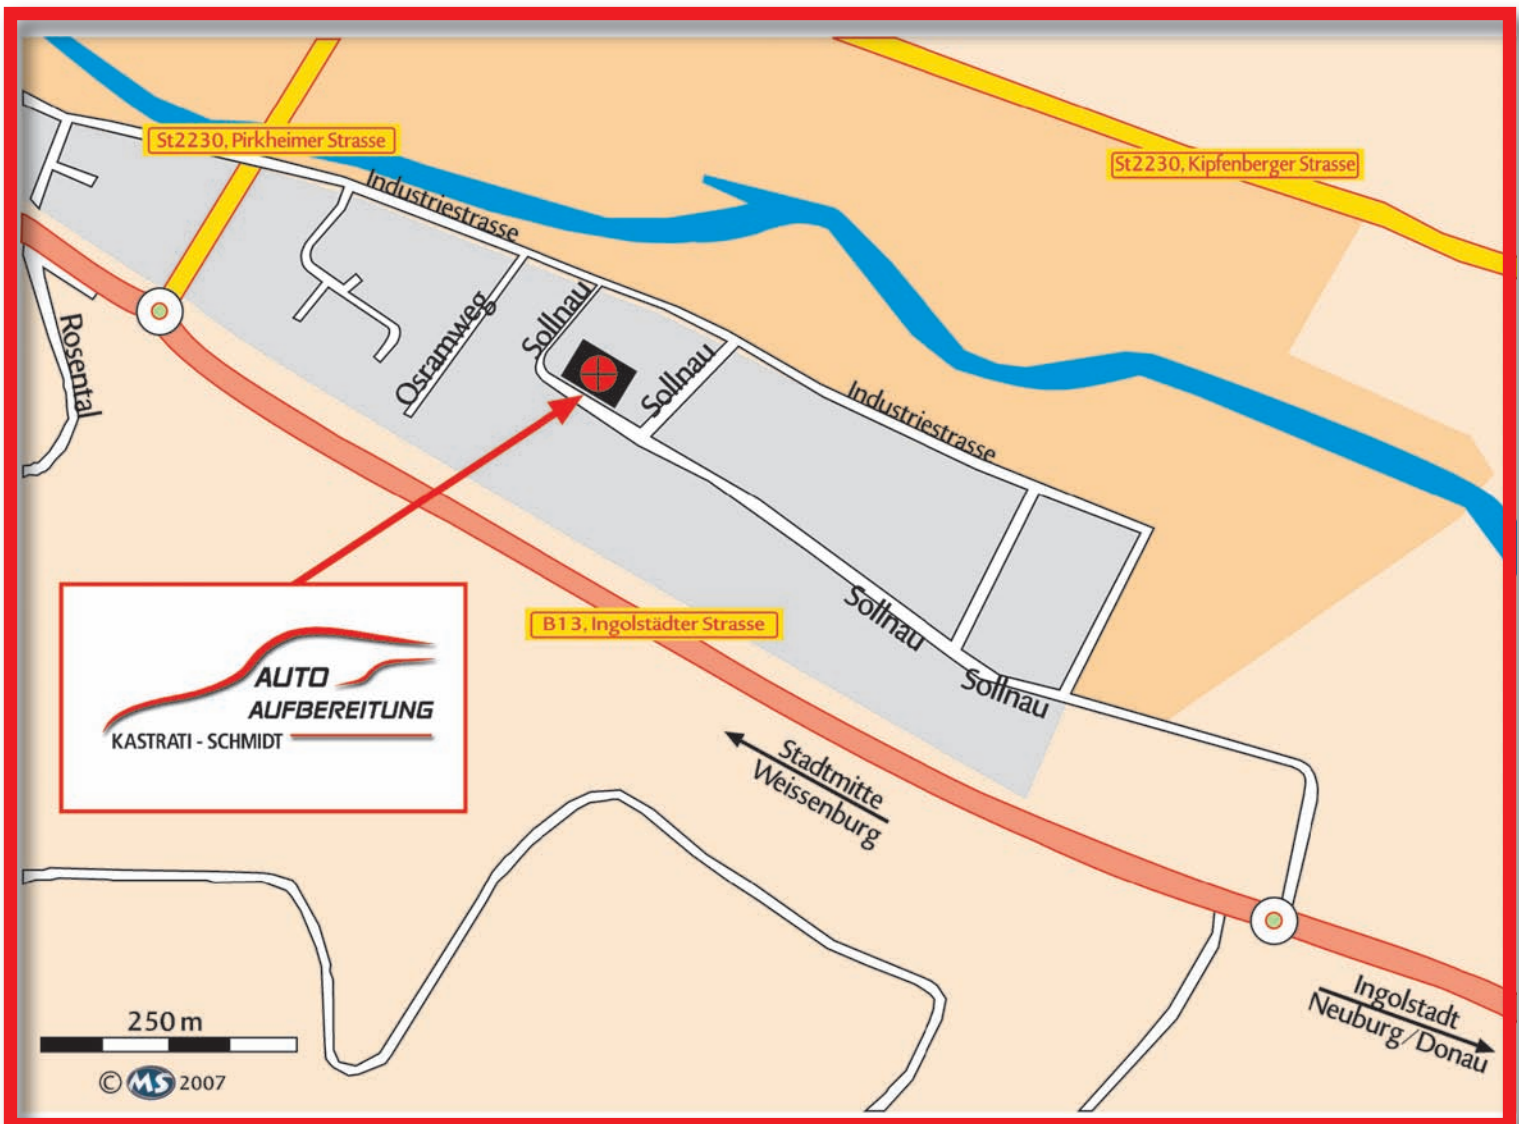 St2230, Pirkheimer Strasse
St2230, Kipfenberger Strasse
Industriestrasse
Rosental
Osramweg
Sollnau
Sollnau
Industriestrasse
B13, Ingolstädter Strasse
Sollnau
Sollnau
AUTO
AUFBEREITUNG
KASTRATI - SCHMIDT
Stadtmitte
Weissenburg
Ingolstadt
Neuburg/Donau
250 m
© MS 2007